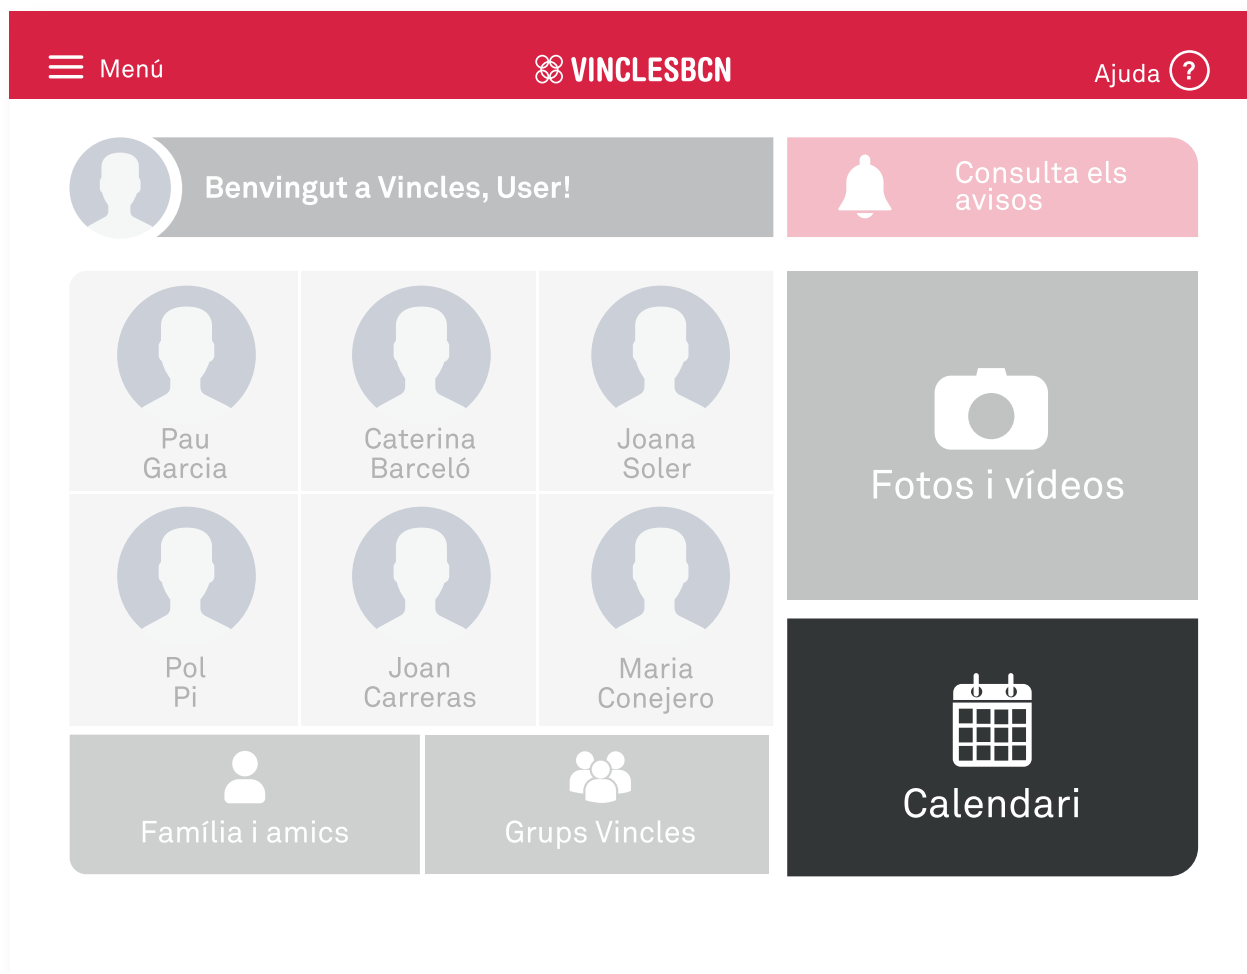 Menú
VINCLESBCN
Ajuda ?
Benvingut a Vincles, User!
Consulta els
avisos
Pau
Garcia
Caterina
Barceló
Joana
Soler
Fotos i vídeos
Pol
Pi
Joan
Carreras
Maria
Conejero
Família i amics
Grups Vincles
Calendari